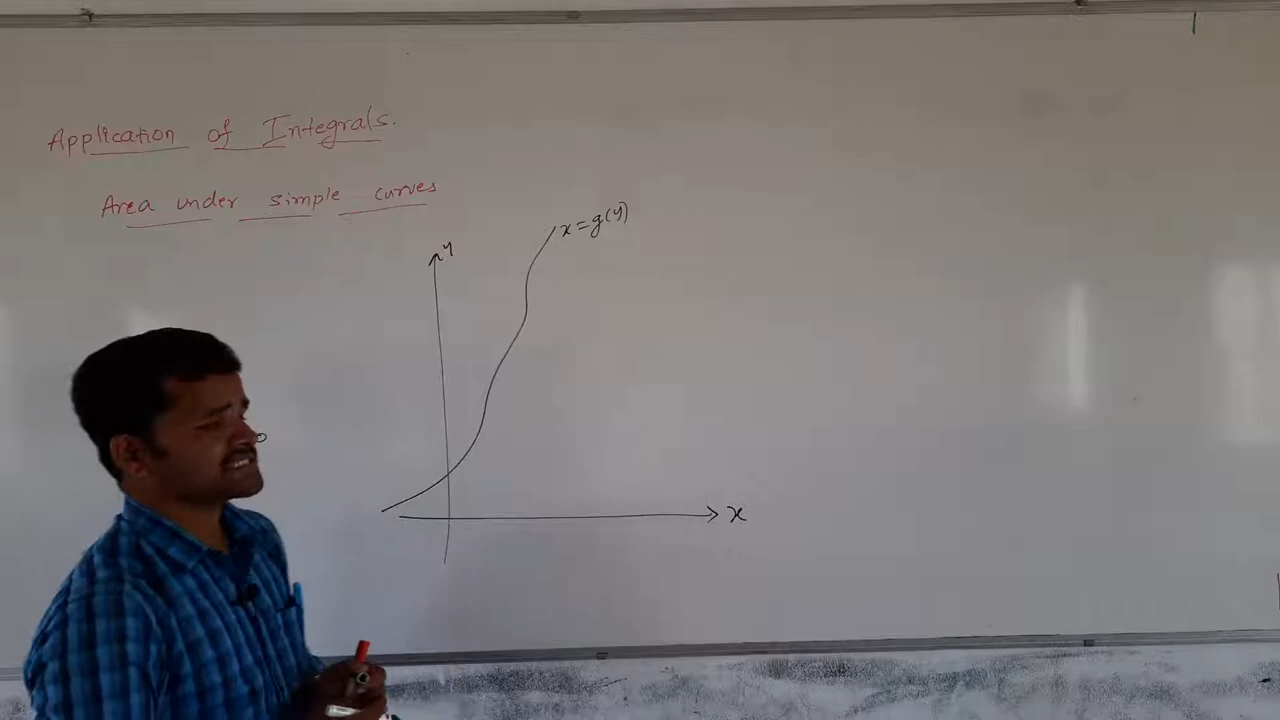 Application of Integrals.
Area under simple curves
x=g(y)
y
x